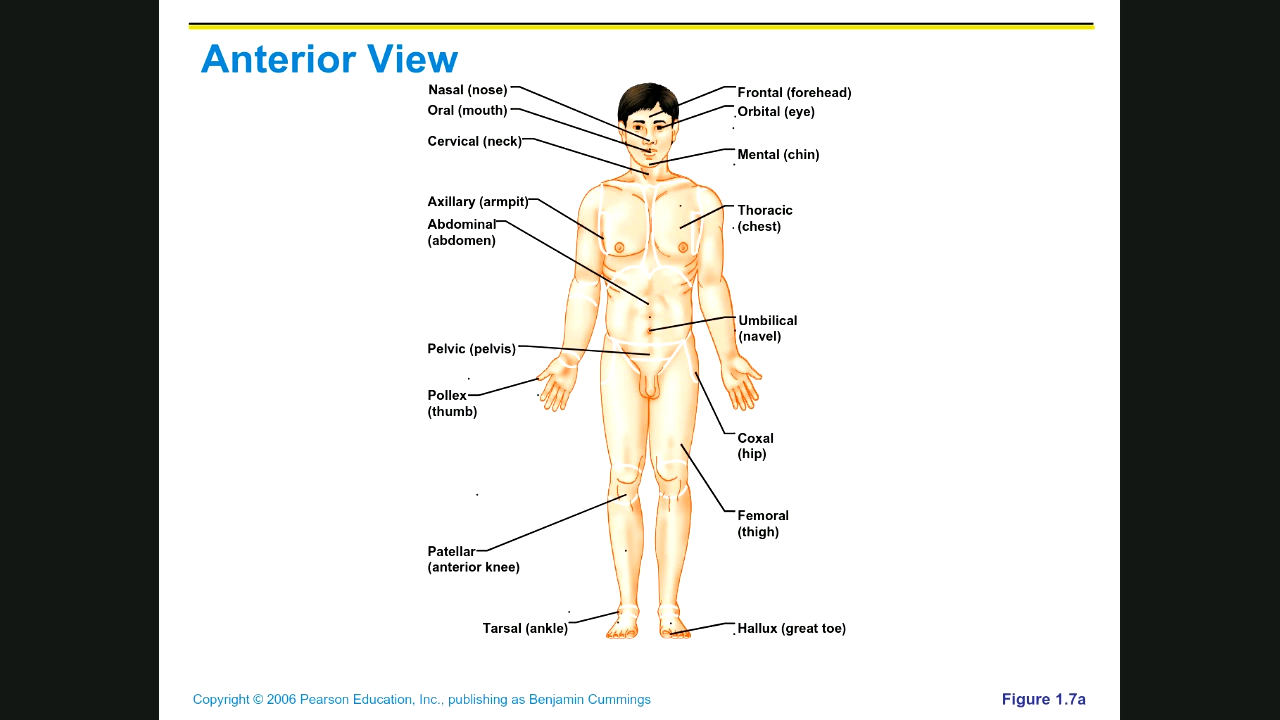 Anterior View
Nasal (nose)
Oral (mouth)
Cervical (neck)
Axillary (armpit)
Abdominal
(abdomen)
Pelvic (pelvis)
Pollex
(thumb)
Patellar
(anterior knee)
Tarsal (ankle)
Frontal (forehead)
Orbital (eye)
Mental (chin)
Thoracic
(chest)
Umbilical
(navel)
Coxal
(hip)
Femoral
(thigh)
Hallux (great toe)
Copyright © 2006 Pearson Education, Inc., publishing as Benjamin Cummings
Figure 1.7a